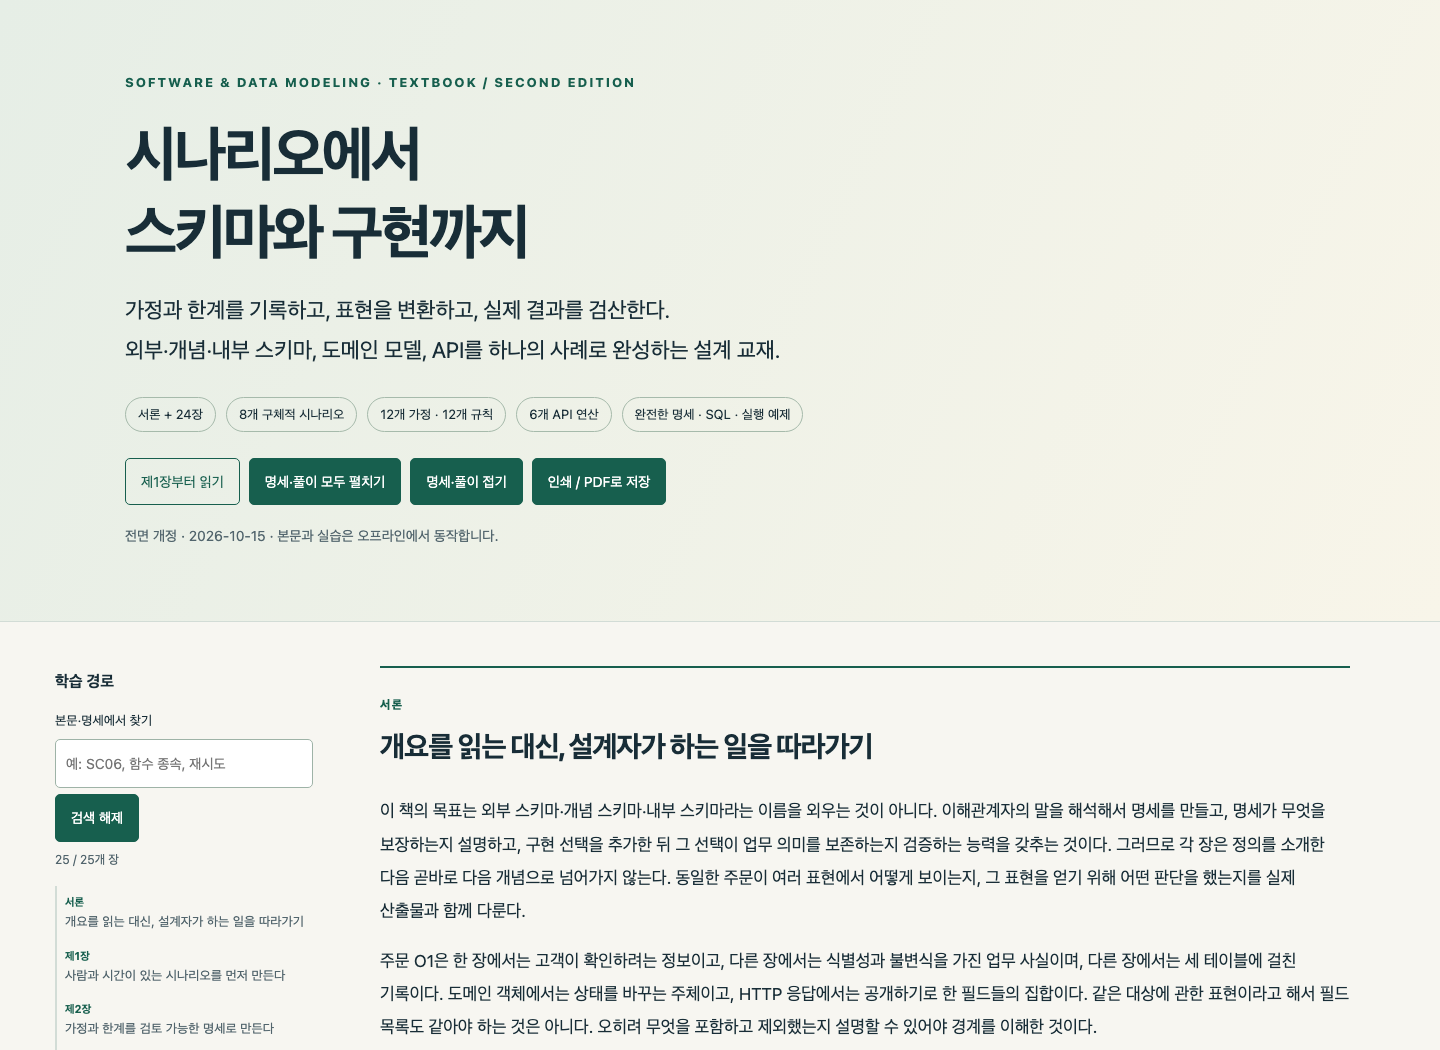 SOFTWARE & DATA MODELING · TEXTBOOK / SECOND EDITION
시나리오에서
스키마와 구현까지
가정과 한계를 기록하고, 표현을 변환하고, 실제 결과를 검산한다.
외부·개념·내부 스키마, 도메인 모델, API를 하나의 사례로 완성하는 설계 교재.
서론 + 24장
8개 구체적 시나리오
12개 가정 · 12개 규칙
6개 API 연산
완전한 명세 · SQL · 실행 예제
제1장부터 읽기
명세·풀이 모두 펼치기
명세·풀이 접기
인쇄 / PDF로 저장
전면 개정 · 2026-10-15 · 본문과 실습은 오프라인에서 동작합니다.
학습 경로
본문·명세에서 찾기
예: SC06, 함수 종속, 재시도
검색 해제
25 / 25개 장
서론
개요를 읽는 대신, 설계자가 하는 일을 따라가기
제1장
사람과 시간이 있는 시나리오를 먼저 만든다
제2장
가정과 한계를 검토 가능한 명세로 만든다
서론
개요를 읽는 대신, 설계자가 하는 일을 따라가기
이 책의 목표는 외부 스키마·개념 스키마·내부 스키마라는 이름을 외우는 것이 아니다. 이해관계자의 말을 해석해서 명세를 만들고, 명세가 무엇을
보장하는지 설명하고, 구현 선택을 추가한 뒤 그 선택이 업무 의미를 보존하는지 검증하는 능력을 갖추는 것이다. 그러므로 각 장은 정의를 소개한
다음 곧바로 다음 개념으로 넘어가지 않는다. 동일한 주문이 여러 표현에서 어떻게 보이는지, 그 표현을 얻기 위해 어떤 판단을 했는지를 실제
산출물과 함께 다룬다.
주문 O1은 한 장에서는 고객이 확인하려는 정보이고, 다른 장에서는 식별성과 불변식을 가진 업무 사실이며, 다른 장에서는 세 테이블에 걸친
기록이다. 도메인 객체에서는 상태를 바꾸는 주체이고, HTTP 응답에서는 공개하기로 한 필드들의 집합이다. 같은 대상에 관한 표현이라고 해서 필드
목록도 같아야 하는 것은 아니다. 오히려 무엇을 포함하고 제외했는지 설명할 수 있어야 경계를 이해한 것이다.